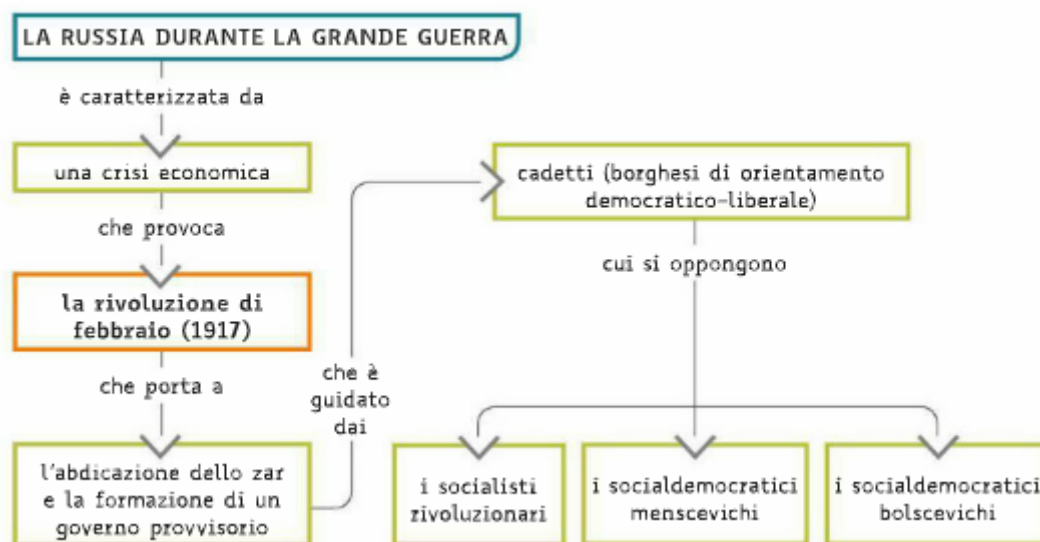 LA RUSSIA DURANTE LA GRANDE GUERRA
è caratterizzata da
una crisi economica
che provoca
la rivoluzione di
febbraio (1917)
che porta a
l'abdicazione dello zar
e la formazione di un
governo provvisorio
che è
guidato
dai
cadetti (borghesi di orientamento
democratico-liberale)
cui si oppongono
i socialisti
rivoluzionari
i socialdemocratici
menscevichi
i socialdemocratici
bolscevichi